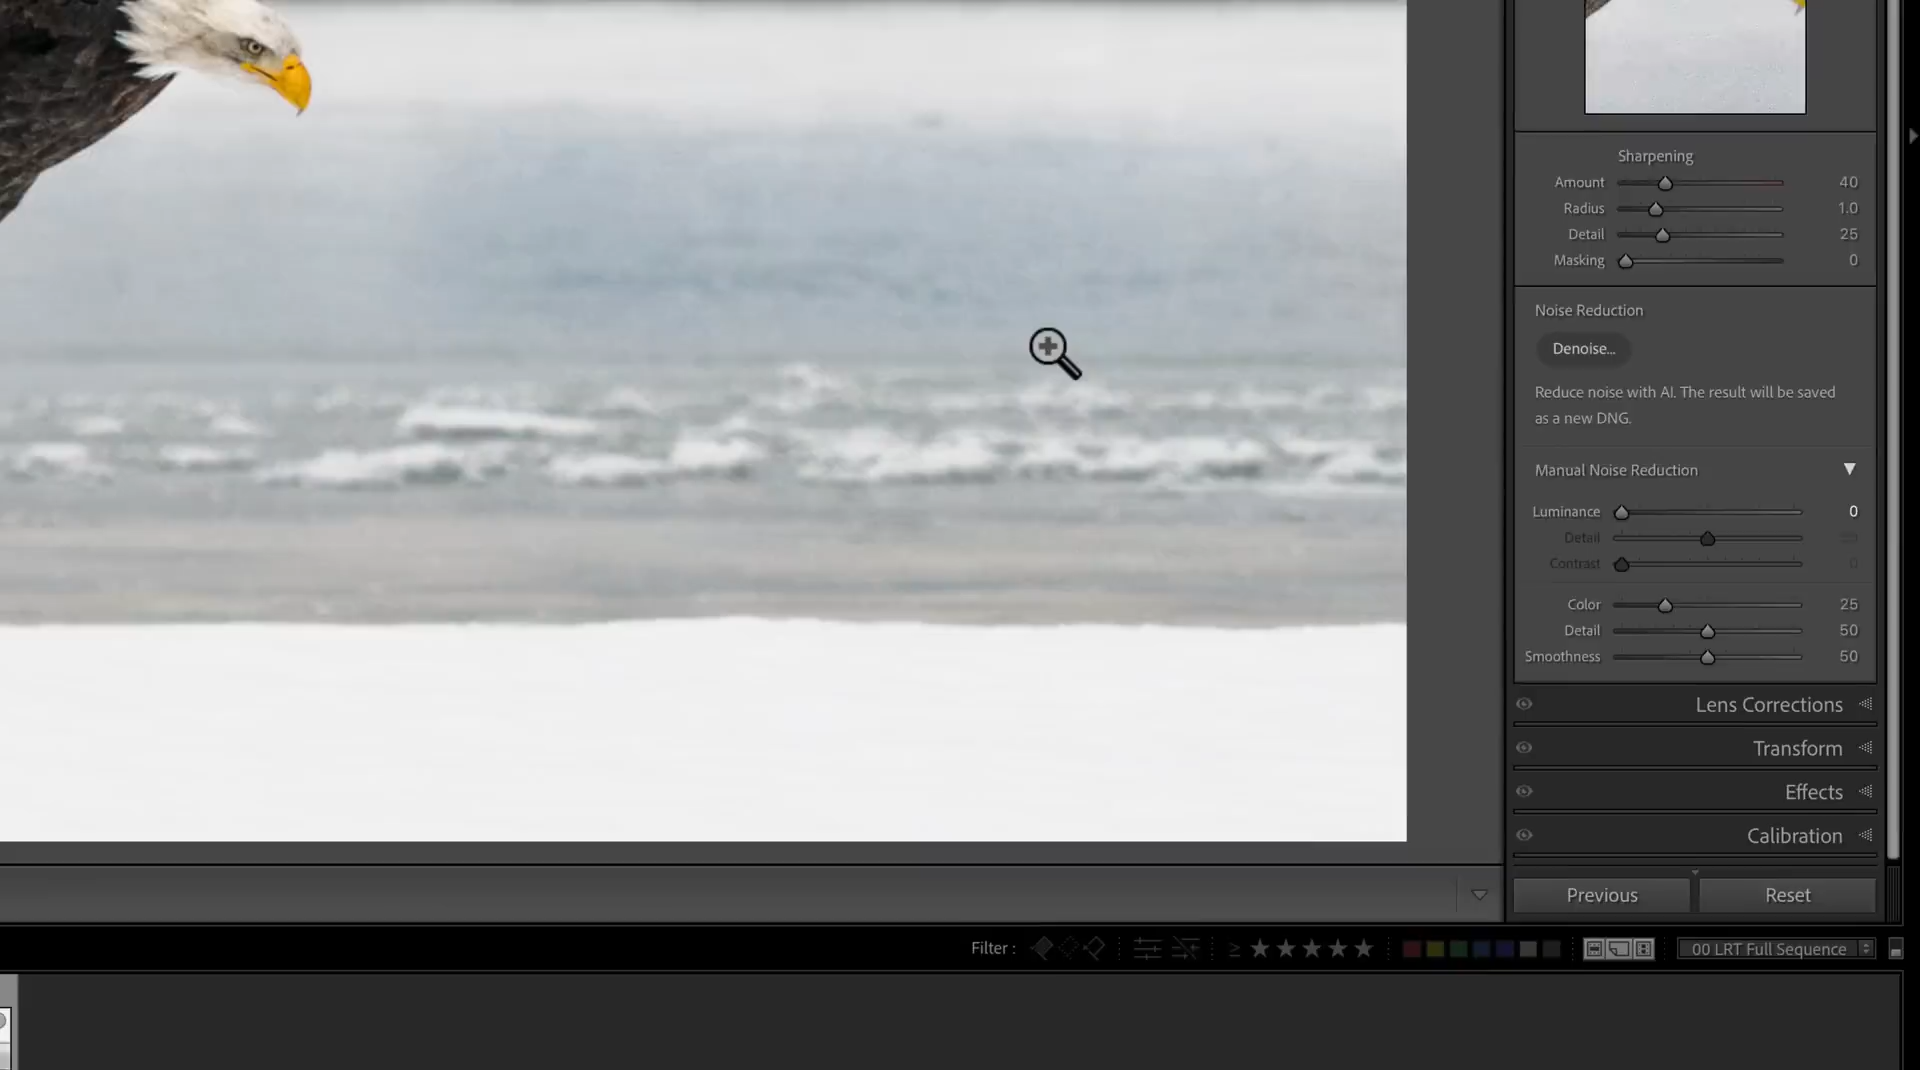 Sharpening
Amount 40
Radius 1.0
Detail 25
Masking 0
Noise Reduction
Denoise...
Reduce noise with AI. The result will be saved
as a new DNG.
Manual Noise Reduction
Luminance 0
Detail
Contrast 0
Color 25
Detail 50
Smoothness 50
Lens Corrections
Transform
Effects
Calibration
Previous Reset
Filter : ≥ ★★★★★ 00 LRT Full Sequence